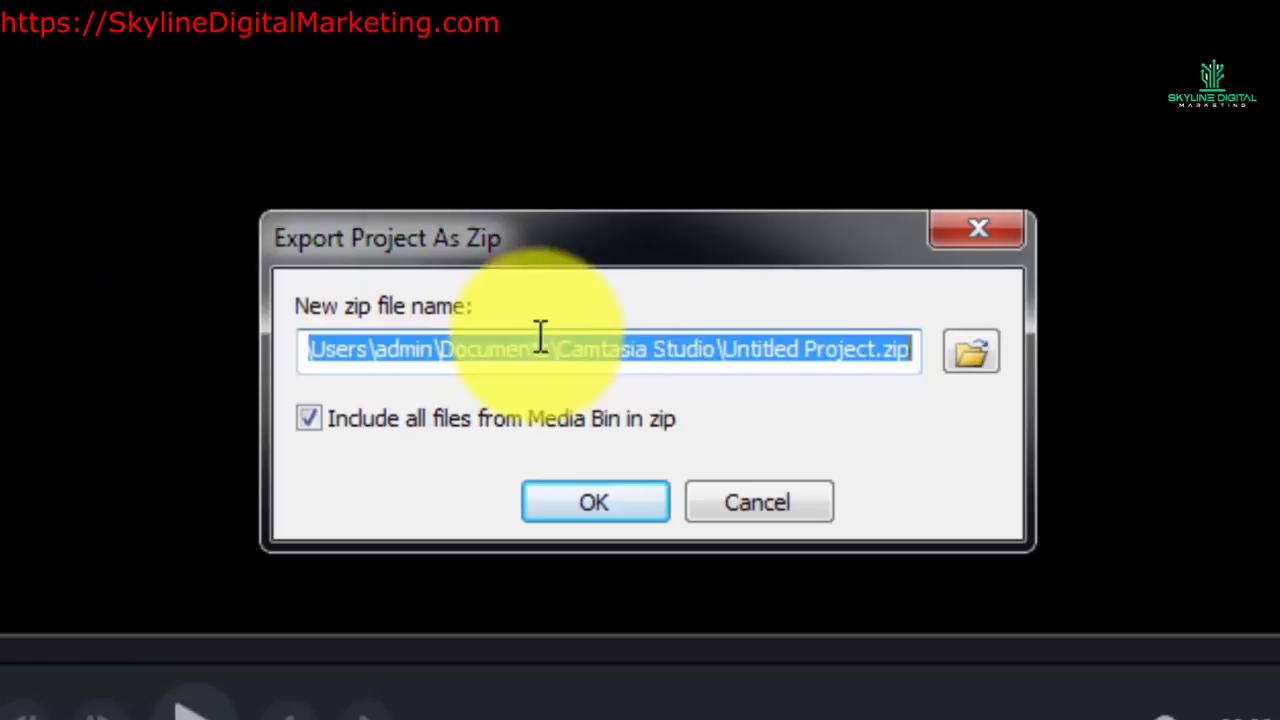 https://SkylineDigitalMarketing.com
SKYLINE DIGITAL
MARKETING
Export Project As Zip
New zip file name:
\Users\admin\Documents\Camtasia Studio\Untitled Project.zip
Include all files from Media Bin in zip
OK
Cancel